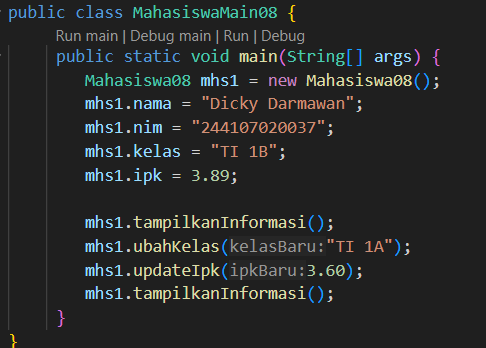 public class MahasiswaMain08 {
Run main | Debug main | Run | Debug
public static void main(String[] args) {
Mahasiswa08 mhs1 = new Mahasiswa08();
mhs1.nama = "Dicky Darmawan";
mhs1.nim = "244107020037";
mhs1.kelas = "TI 1B";
mhs1.ipk = 3.89;
mhs1.tampilkanInformasi();
mhs1.ubahKelas(kelasBaru:"TI 1A");
mhs1.updateIpk(ipkBaru:3.60);
mhs1.tampilkanInformasi();
}
}